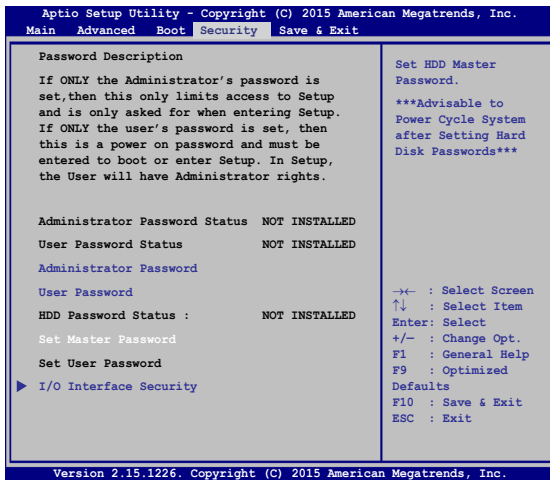 Aptio Setup Utility - Copyright (C) 2015 American Megatrends, Inc.
Main Advanced Boot Security Save & Exit
Password Description
If ONLY the Administrator's password is
set,then this only limits access to Setup
and is only asked for when entering Setup.
If ONLY the user's password is set, then
this is a power on password and must be
entered to boot or enter Setup. In Setup,
the User will have Administrator rights.
Administrator Password Status NOT INSTALLED
User Password Status NOT INSTALLED
Administrator Password
User Password
HDD Password Status : NOT INSTALLED
Set Master Password
Set User Password
I/O Interface Security
Set HDD Master
Password.
***Advisable to
Power Cycle System
after Setting Hard
Disk Passwords***
→← : Select Screen
↑↓ : Select Item
Enter: Select
+/— : Change Opt.
F1 : General Help
F9 : Optimized
Defaults
F10 : Save & Exit
ESC : Exit
Version 2.15.1226. Copyright (C) 2015 American Megatrends, Inc.